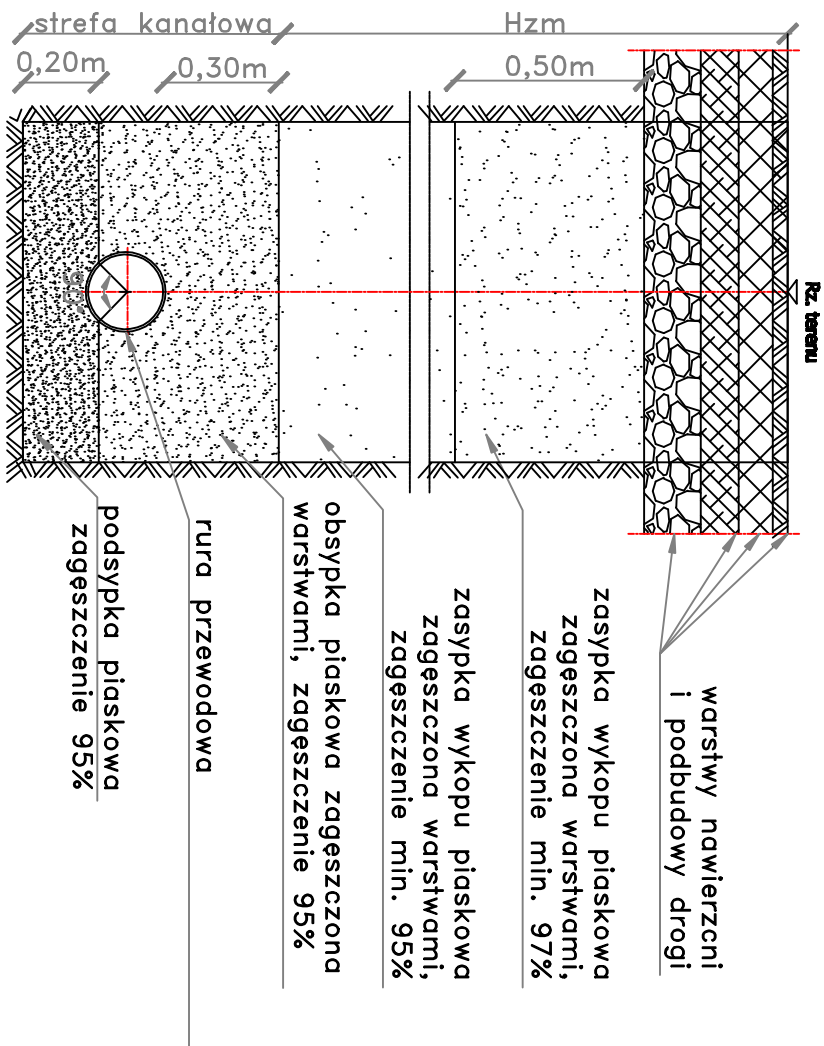 Rz. terenu
Hzm
strefa kanałowa
0,50m
0,30m
0,20m
90°
warstwy nawierzcni
i podbudowy drogi
zasypka wykopu piaskowa
zagęszczona warstwami,
zagęszczenie min. 97%
zasypka wykopu piaskowa
zagęszczona warstwami,
zagęszczenie min. 95%
obsypka piaskowa zagęszczona
warstwami, zagęszczenie 95%
rura przewodowa
podsypka piaskowa
zagęszczenie 95%